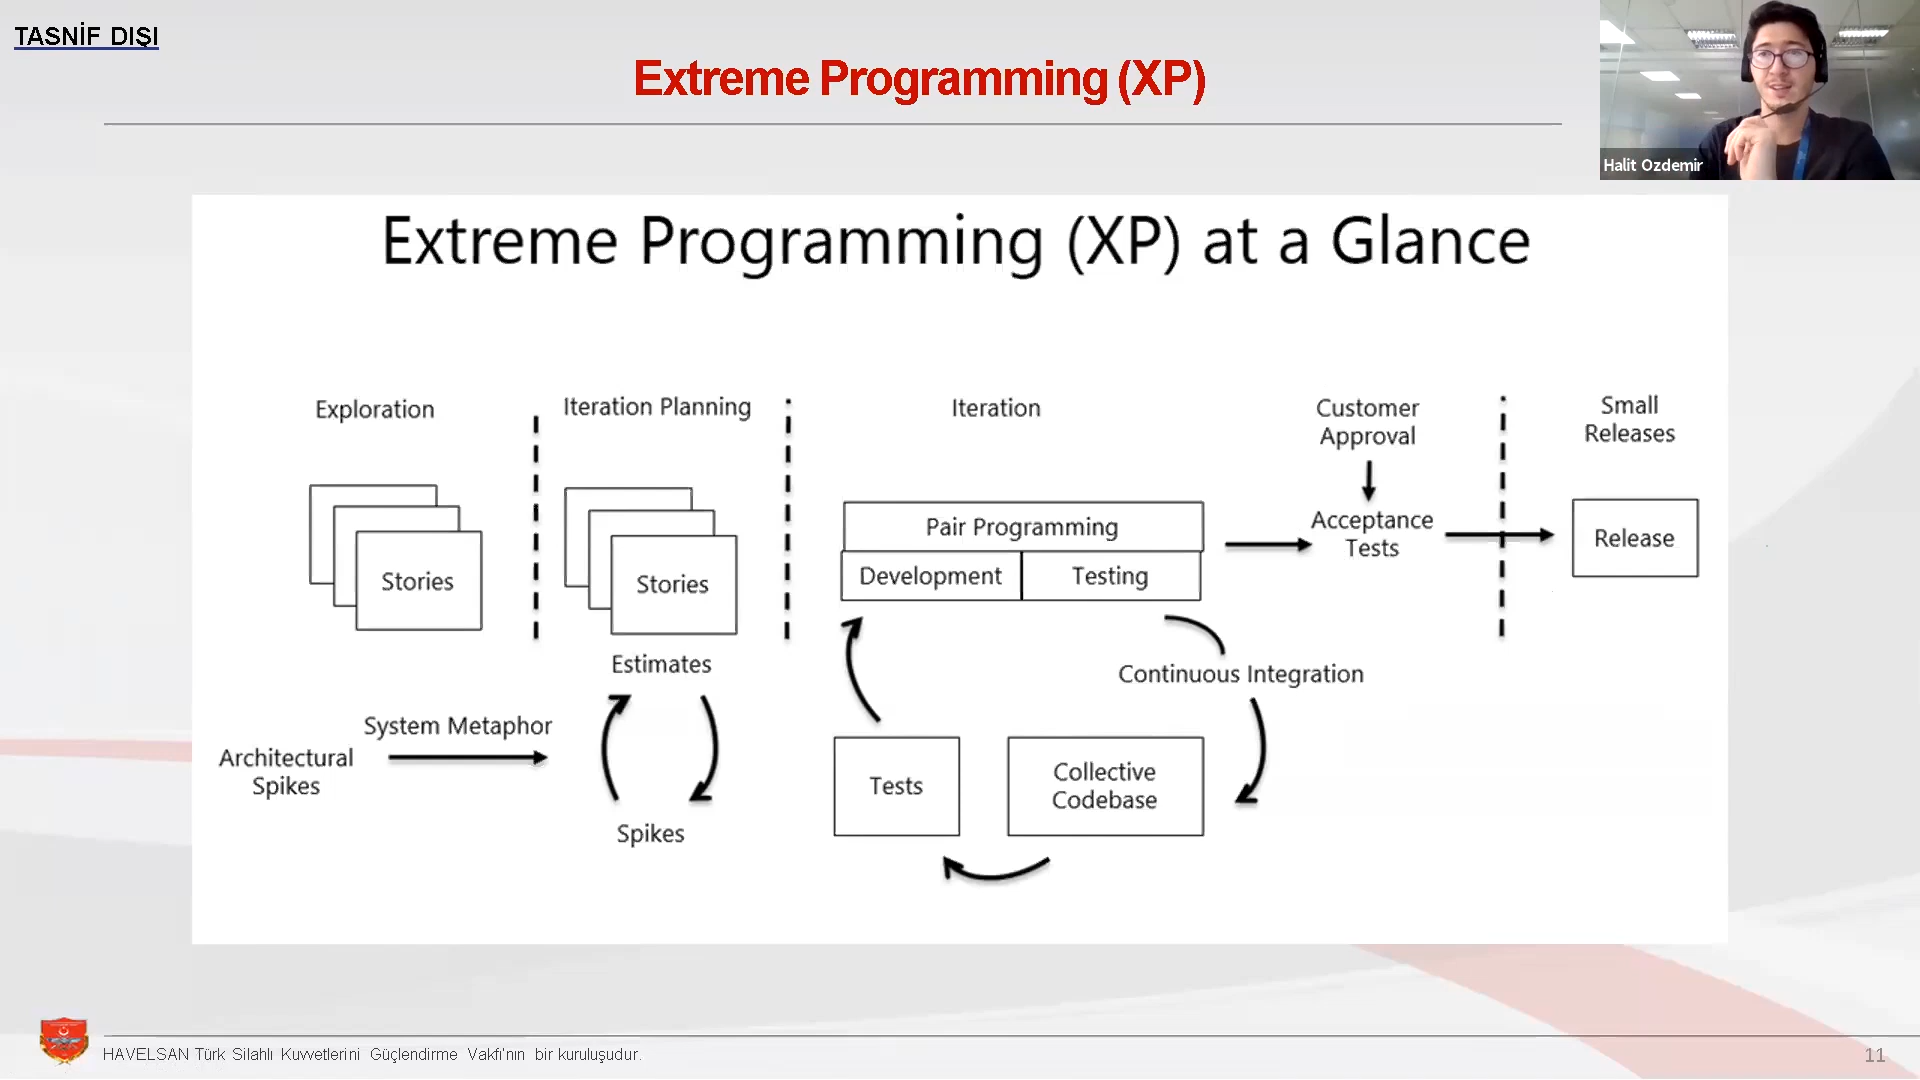 TASNİF DIŞI
Extreme Programming (XP)
Halit Ozdemir
Extreme Programming (XP) at a Glance
Exploration
Iteration Planning
Iteration
Customer
Approval
Small
Releases
Stories
Stories
Pair Programming
Development
Testing
Acceptance
Tests
Release
Estimates
Continuous Integration
System Metaphor
Architectural
Spikes
Spikes
Tests
Collective
Codebase
HAVELSAN Türk Silahlı Kuvvetlerini Güçlendirme Vakfı'nın bir kuruluşudur.
11